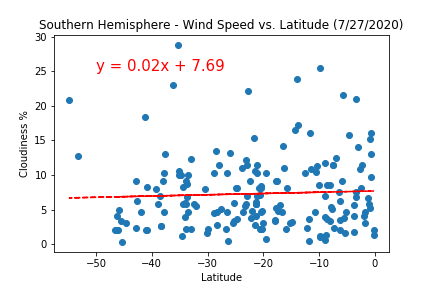 Southern Hemisphere - Wind Speed vs. Latitude (7/27/2020)
30
y = 0.02x + 7.69
25
20
Cloudiness %
15
10
5
0
−50 −40 −30 −20 −10 0
Latitude